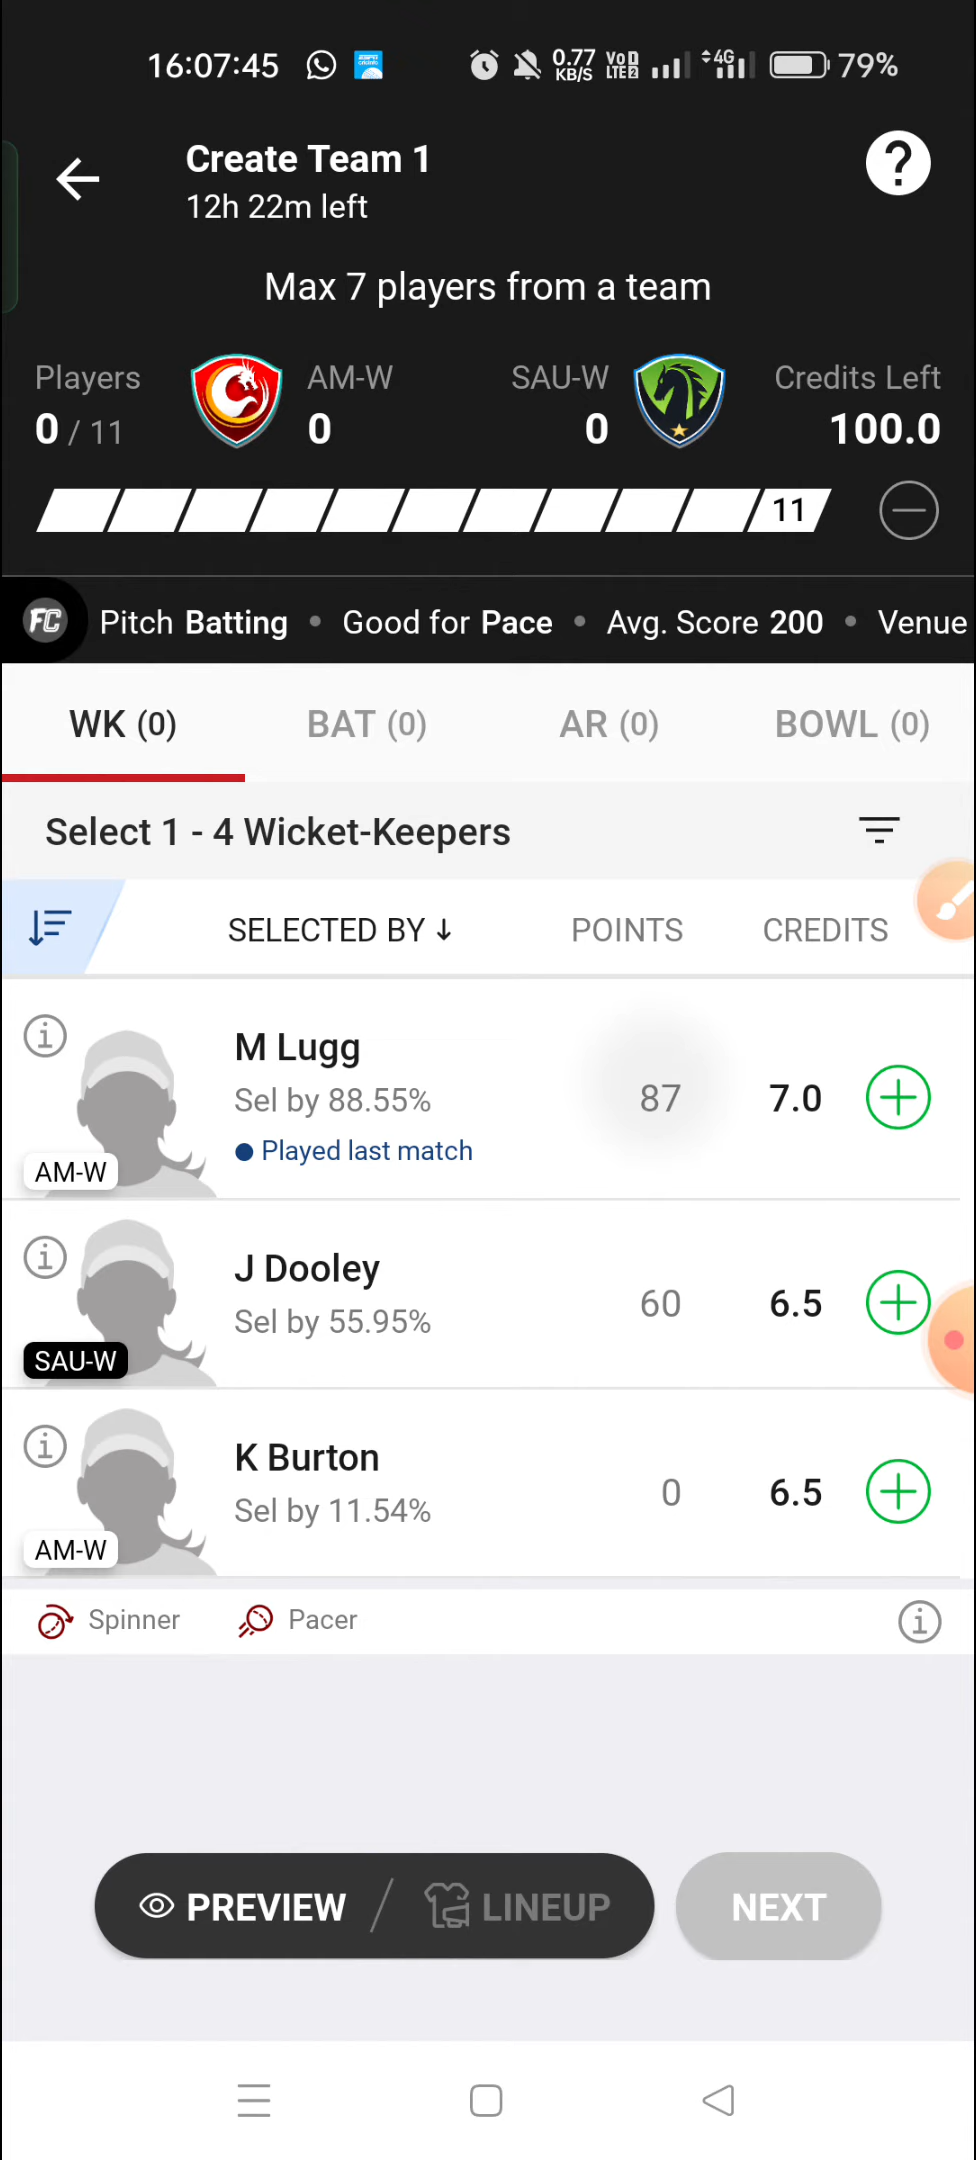 16:07:45 0.77 KB/S VoD LTE2 4G 79%
Create Team 1
12h 22m left
?
Max 7 players from a team
Players AM-W SAU-W Credits Left
0 / 11 0 0 100.0
11
FC Pitch Batting • Good for Pace • Avg. Score 200 • Venue
WK (0) BAT (0) AR (0) BOWL (0)
Select 1 - 4 Wicket-Keepers
SELECTED BY ↓ POINTS CREDITS
M Lugg
Sel by 88.55% 87 7.0
Played last match
AM-W
J Dooley
Sel by 55.95% 60 6.5
SAU-W
K Burton
Sel by 11.54% 0 6.5
AM-W
Spinner Pacer
PREVIEW / LINEUP NEXT